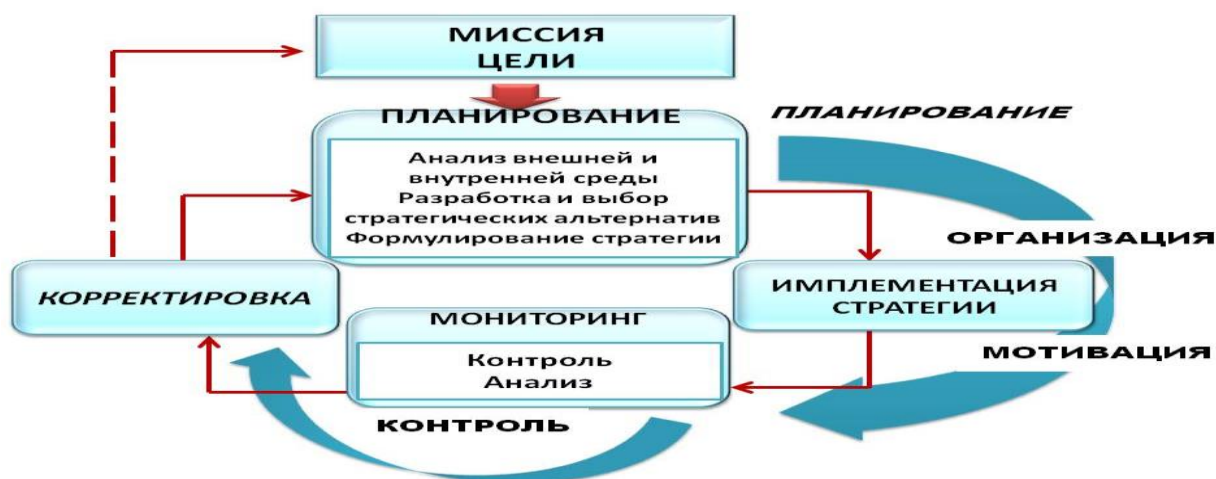 МИССИЯ
ЦЕЛИ
ПЛАНИРОВАНИЕ
Анализ внешней и
внутренней среды
Разработка и выбор
стратегических альтернатив
Формулирование стратегии
ПЛАНИРОВАНИЕ
ОРГАНИЗАЦИЯ
ИМПЛЕМЕНТАЦИЯ
СТРАТЕГИИ
МОТИВАЦИЯ
МОНИТОРИНГ
Контроль
Анализ
КОНТРОЛЬ
КОРРЕКТИРОВКА